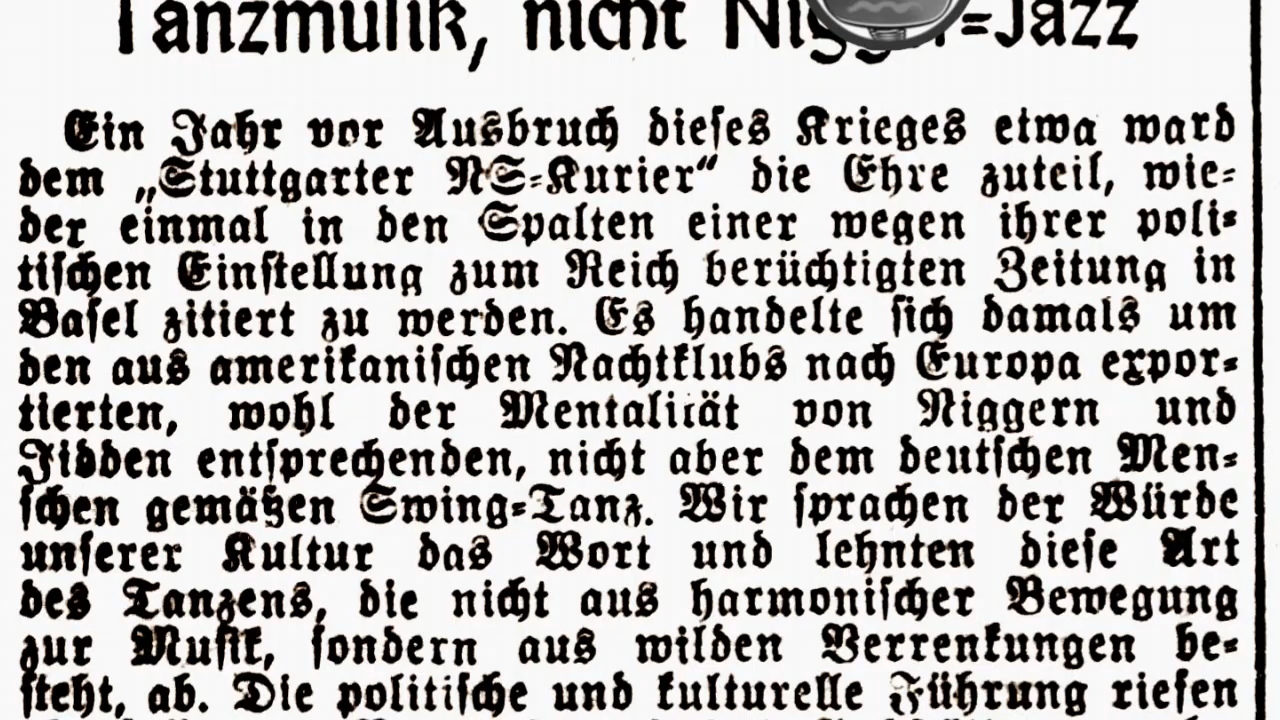 Tanzmusik, nicht Nigger=Jazz
Ein Jahr vor Ausbruch dieses Krieges etwa ward
dem „Stuttgarter NS=Kurier“ die Ehre zuteil, wie=
der einmal in den Spalten einer wegen ihrer poli=
tischen Einstellung zum Reich berüchtigten Zeitung in
Basel zitiert zu werden. Es handelte sich damals um
den aus amerikanischen Nachtklubs nach Europa expor=
tierten, wohl der Mentalität von Niggern und
Jidden entsprechenden, nicht aber dem deutschen Men=
schen gemäßen Swing=Tanz. Wir sprachen der Würde
unserer Kultur das Wort und lehnten diese Art
des Tanzens, die nicht aus harmonischer Bewegung
zur Musik, sondern aus wilden Verrenkungen be=
steht, ab. Die politische und kulturelle Führung riefen